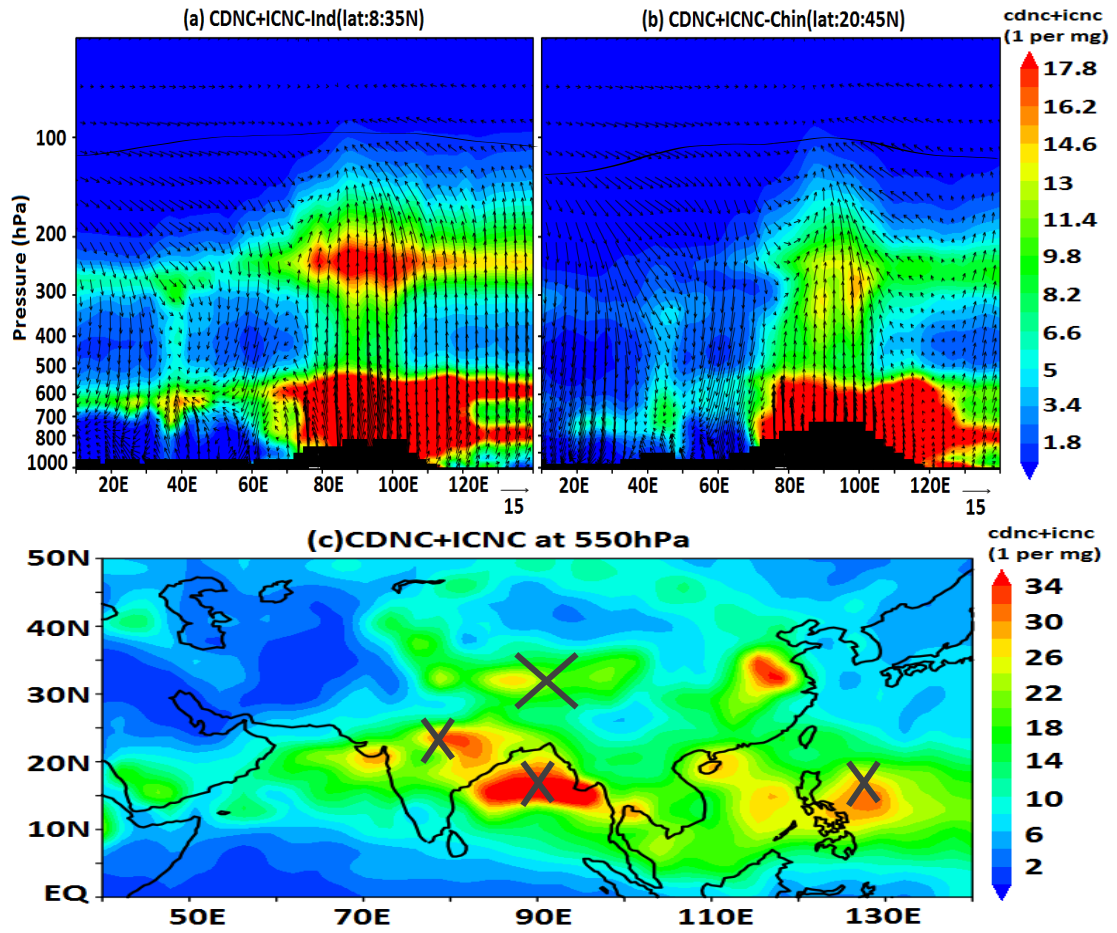 (a) CDNC+ICNC-Ind(lat:8:35N) (b) CDNC+ICNC-Chin(lat:20:45N) cdnc+icnc
(1 per mg)
17.8
16.2
14.6
13
11.4
9.8
8.2
6.6
5
3.4
1.8
Pressure (hPa)
100
200
300
400
500
600
700
800
1000
20E 40E 60E 80E 100E 120E
15
20E 40E 60E 80E 100E 120E
15
(c)CDNC+ICNC at 550hPa
cdnc+icnc
(1 per mg)
50N
40N
30N
20N
10N
EQ
50E 70E 90E 110E 130E
34
30
26
22
18
14
10
6
2